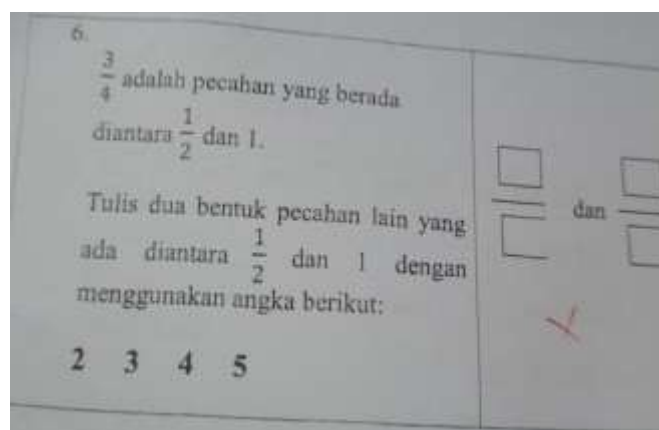 6.
3/4 adalah pecahan yang berada
diantara 1/2 dan 1.
Tulis dua bentuk pecahan lain yang
ada diantara 1/2 dan 1 dengan
menggunakan angka berikut:
2 3 4 5
dan